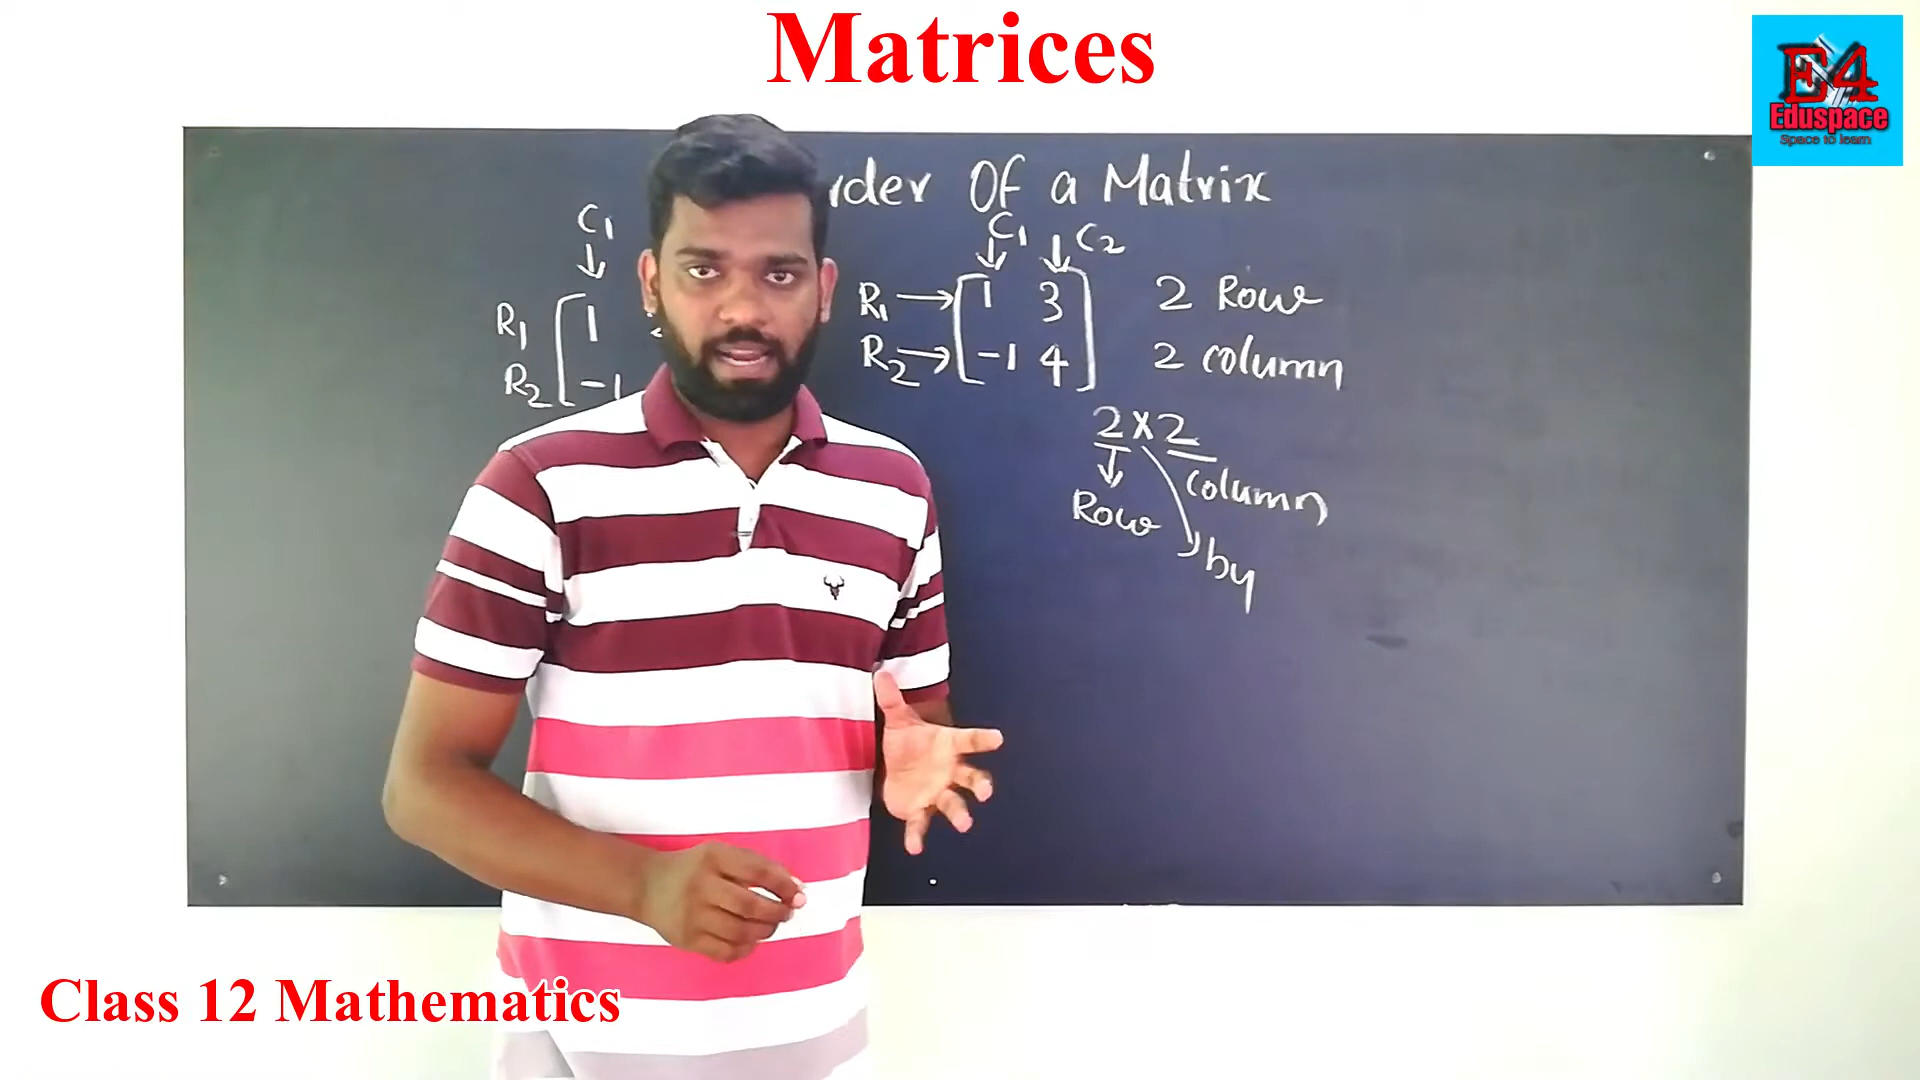 Matrices
E4
Eduspace
Space to learn
rder Of a Matrix
C1
C1 C2
R1 [1
R2 [-1
R1 → [1 3]
R2 → [-1 4]
2 Row
2 column
2x2
Row
column
by
Class 12 Mathematics